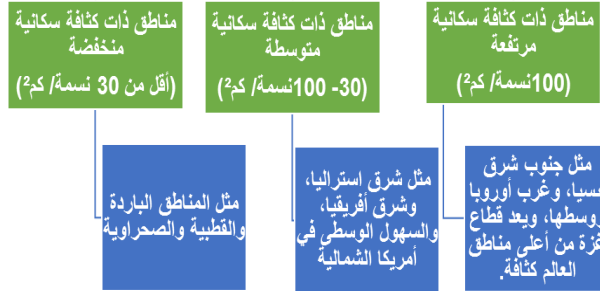 مناطق ذات كثافة سكانية
مرتفعة
(100نسمة/ كم²)
مثل جنوب شرق
سيا، وغرب أوروبا
وسطها، ويعد قطاع
غزة من أعلى مناطق
العالم كثافة.
مناطق ذات كثافة سكانية
متوسطة
(30- 100نسمة/ كم²)
مثل شرق استراليا،
وشرق أفريقيا،
والسهول الوسطى في
أمريكا الشمالية
مناطق ذات كثافة سكانية
منخفضة
(أقل من 30 نسمة/ كم²)
مثل المناطق الباردة
والقطبية والصحراوية